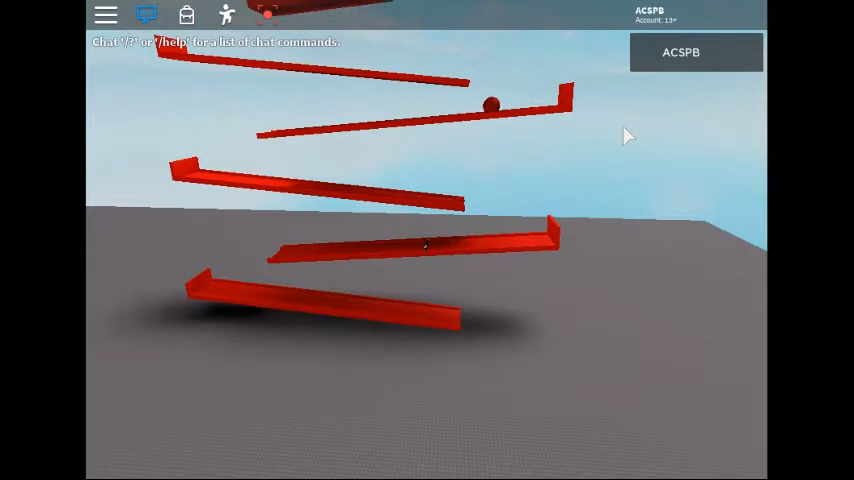 ACSPB
Account: 13+
Chat '/?' or '/help' for a list of chat commands.
ACSPB